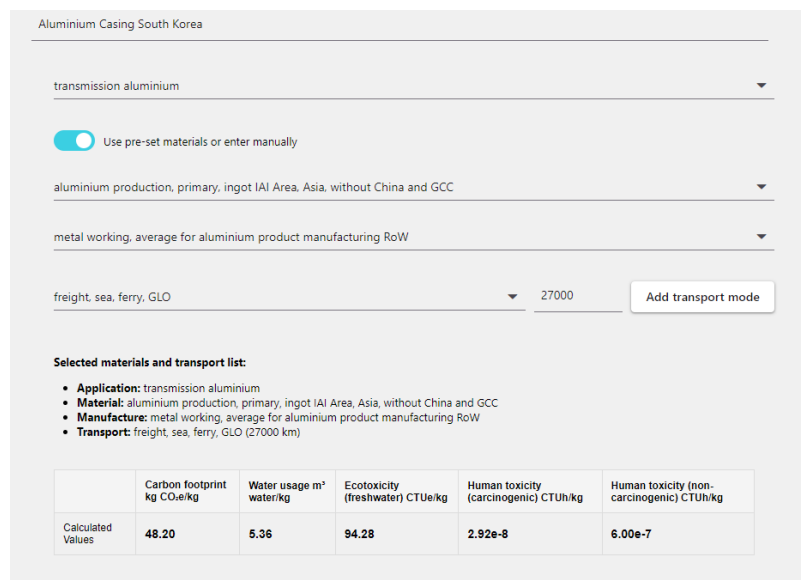 Aluminium Casing South Korea
transmission aluminium
Use pre-set materials or enter manually
aluminium production, primary, ingot IAI Area, Asia, without China and GCC
metal working, average for aluminium product manufacturing RoW
freight, sea, ferry, GLO 27000 Add transport mode
Selected materials and transport list:
• Application: transmission aluminium
• Material: aluminium production, primary, ingot IAI Area, Asia, without China and GCC
• Manufacture: metal working, average for aluminium product manufacturing RoW
• Transport: freight, sea, ferry, GLO (27000 km)
Carbon footprint Water usage m³ Ecotoxicity Human toxicity Human toxicity (non-
kg CO₂e/kg water/kg (freshwater) CTUe/kg (carcinogenic) CTUh/kg carcinogenic) CTUh/kg
Calculated
Values 48.20 5.36 94.28 2.92e-8 6.00e-7